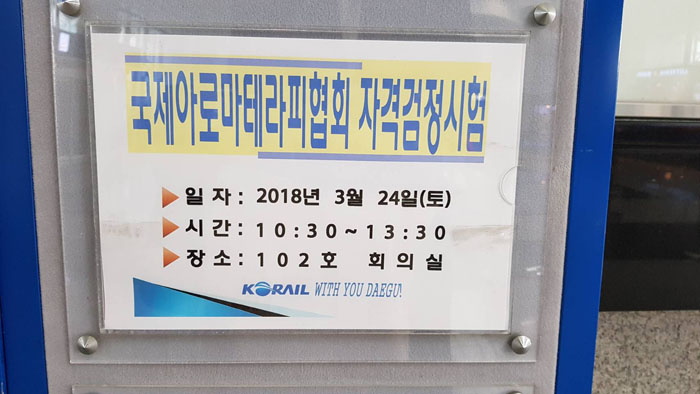 국제아로마테라피협회 자격검정시험
▶일 자 : 2018년 3월 24일(토)
▶시 간 : 10:30~13:30
▶장 소 : 102호 회의실
KORAIL WITH YOU DAEGU!